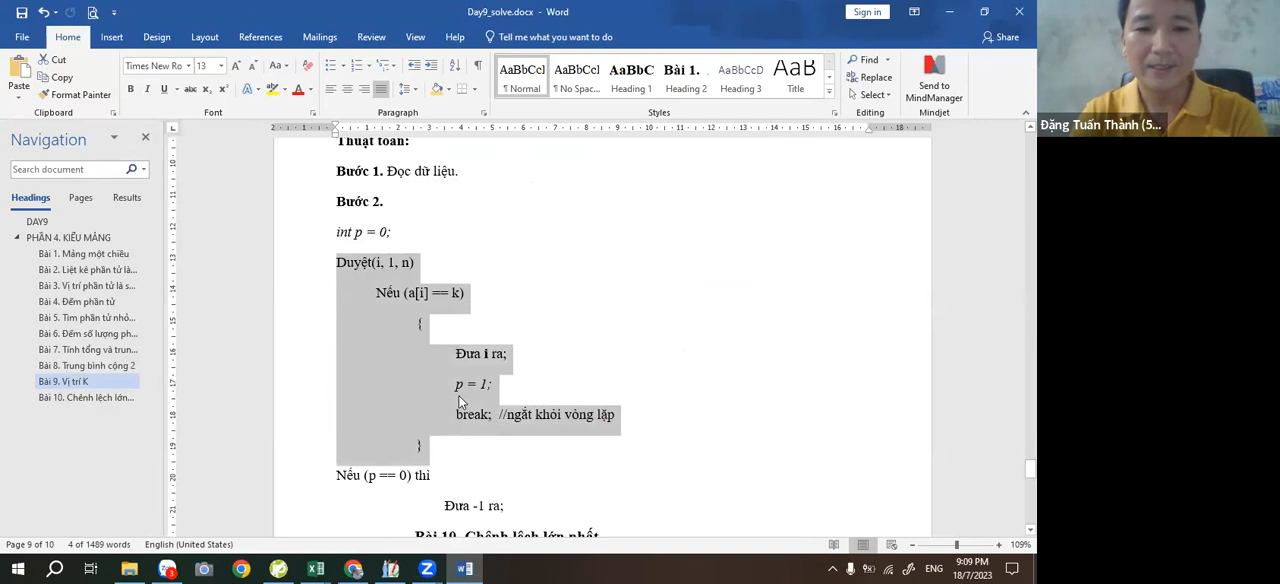 Day9_solve.docx - Word
Sign in
File Home Insert Design Layout References Mailings Review View Help Tell me what you want to do Share
Paste
Cut
Copy
Format Painter
Clipboard
Times New Ro 13
B I U abc x₂ x²
Font
Paragraph
AaBbCcI AaBbCcI AaBbC Bài 1. AaBbCcD AaB
¶ Normal ¶ No Spac... Heading 1 Heading 2 Heading 3 Title
Styles
Find
Replace
Select
Editing
Send to
MindManager
Mindjet
Đặng Tuấn Thành (5...
Navigation
Search document
Headings Pages Results
DAY9
PHẦN 4. KIỂU MẢNG
Bài 1. Mảng một chiều
Bài 2. Liệt kê phần tử là...
Bài 3. Vị trí phần tử là...
Bài 4. Đếm phần tử
Bài 5. Tìm phần tử nhỏ...
Bài 6. Đếm số lượng ph...
Bài 7. Tính tổng và trun...
Bài 8. Trung bình cộng 2
Bài 9. Vị trí K
Bài 10. Chênh lệch lớn...
Thuật toán:
Bước 1. Đọc dữ liệu.
Bước 2.
int p = 0;
Duyệt(i, 1, n)
Nếu (a[i] == k)
{
Đưa i ra;
p = 1;
break; //ngắt khỏi vòng lặp
}
Nếu (p == 0) thì
Đưa -1 ra;
Bài 10. Chênh lệch lớn nhất
Page 9 of 10 4 of 1489 words English (United States) 109%
ENG
9:09 PM
18/7/2023